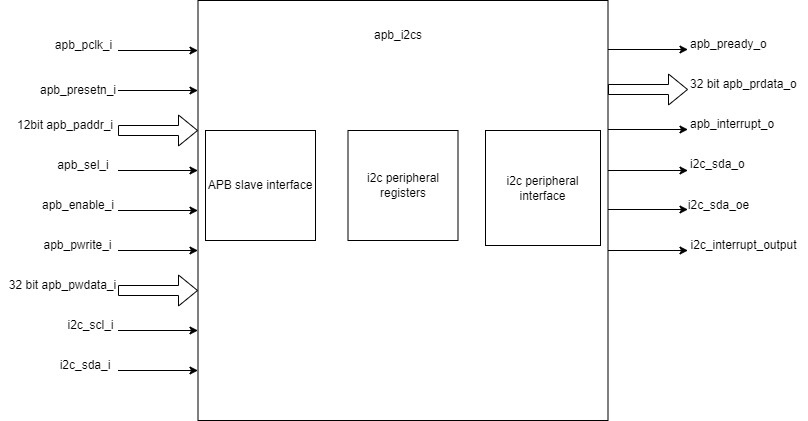 apb_i2cs
apb_pclk_i
apb_presetn_i
12bit apb_paddr_i
apb_sel_i
apb_enable_i
apb_pwrite_i
32 bit apb_pwdata_i
i2c_scl_i
i2c_sda_i
APB slave interface
i2c peripheral
registers
i2c peripheral
interface
apb_pready_o
32 bit apb_prdata_o
apb_interrupt_o
i2c_sda_o
i2c_sda_oe
i2c_interrupt_output